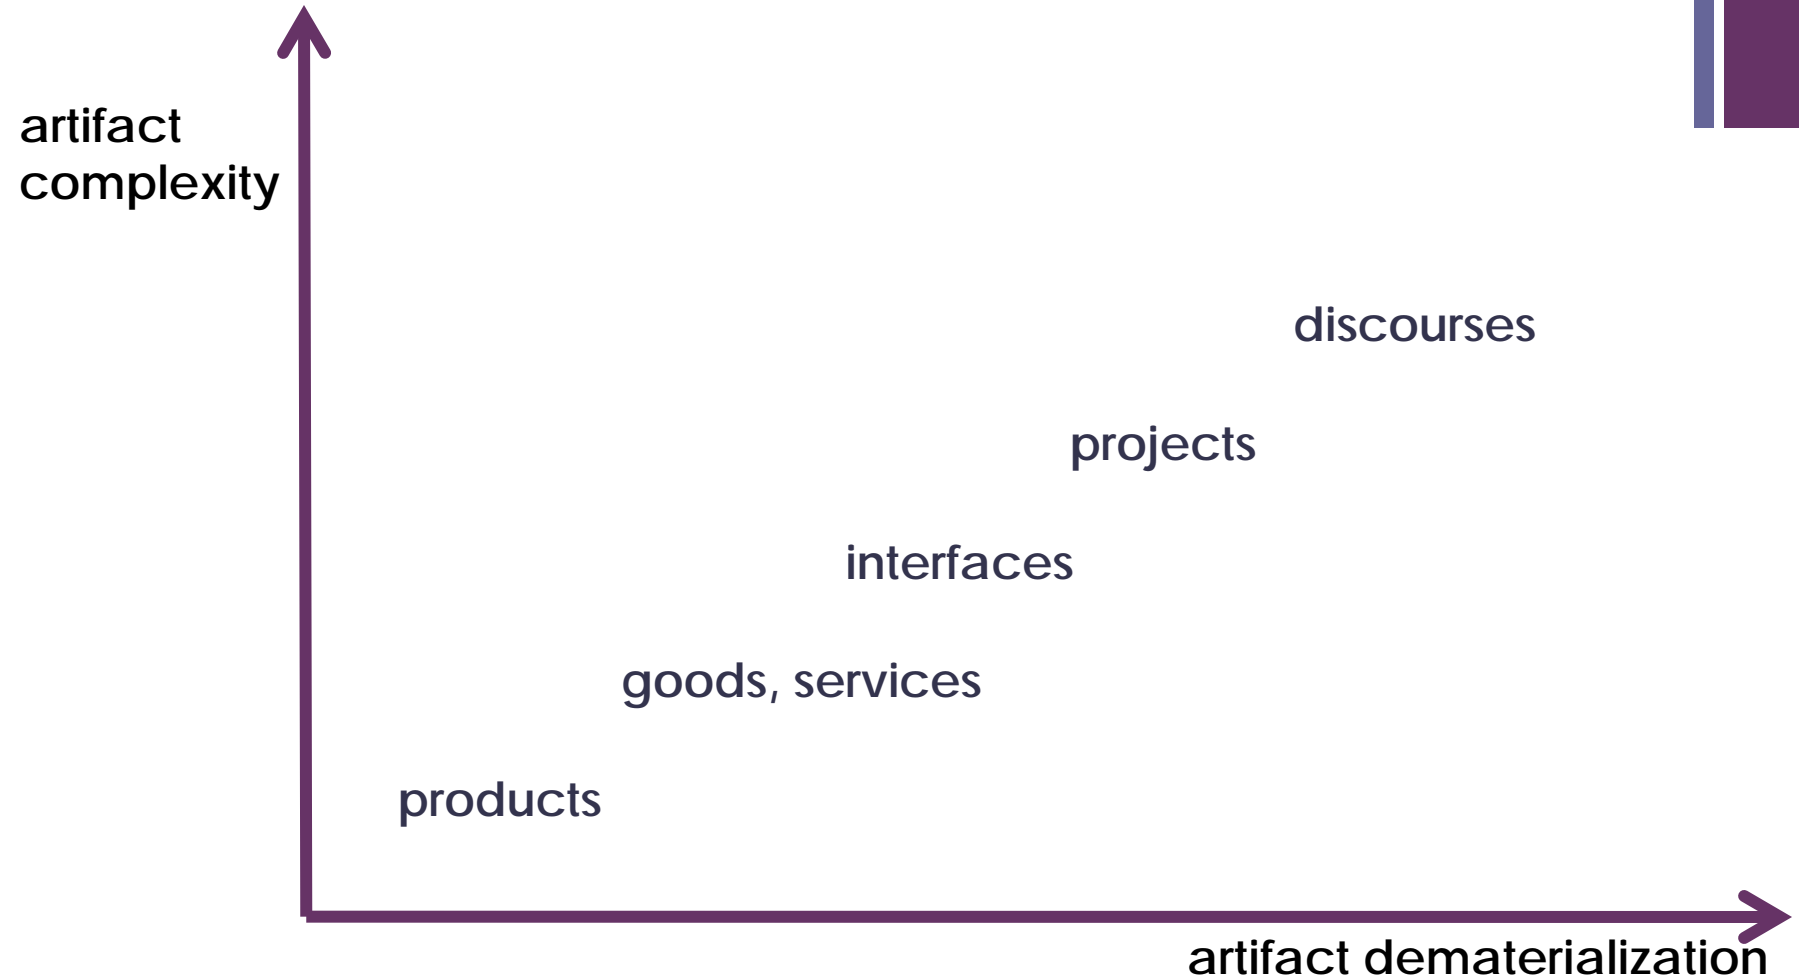 artifact
complexity
discourses
projects
interfaces
goods, services
products
artifact dematerialization